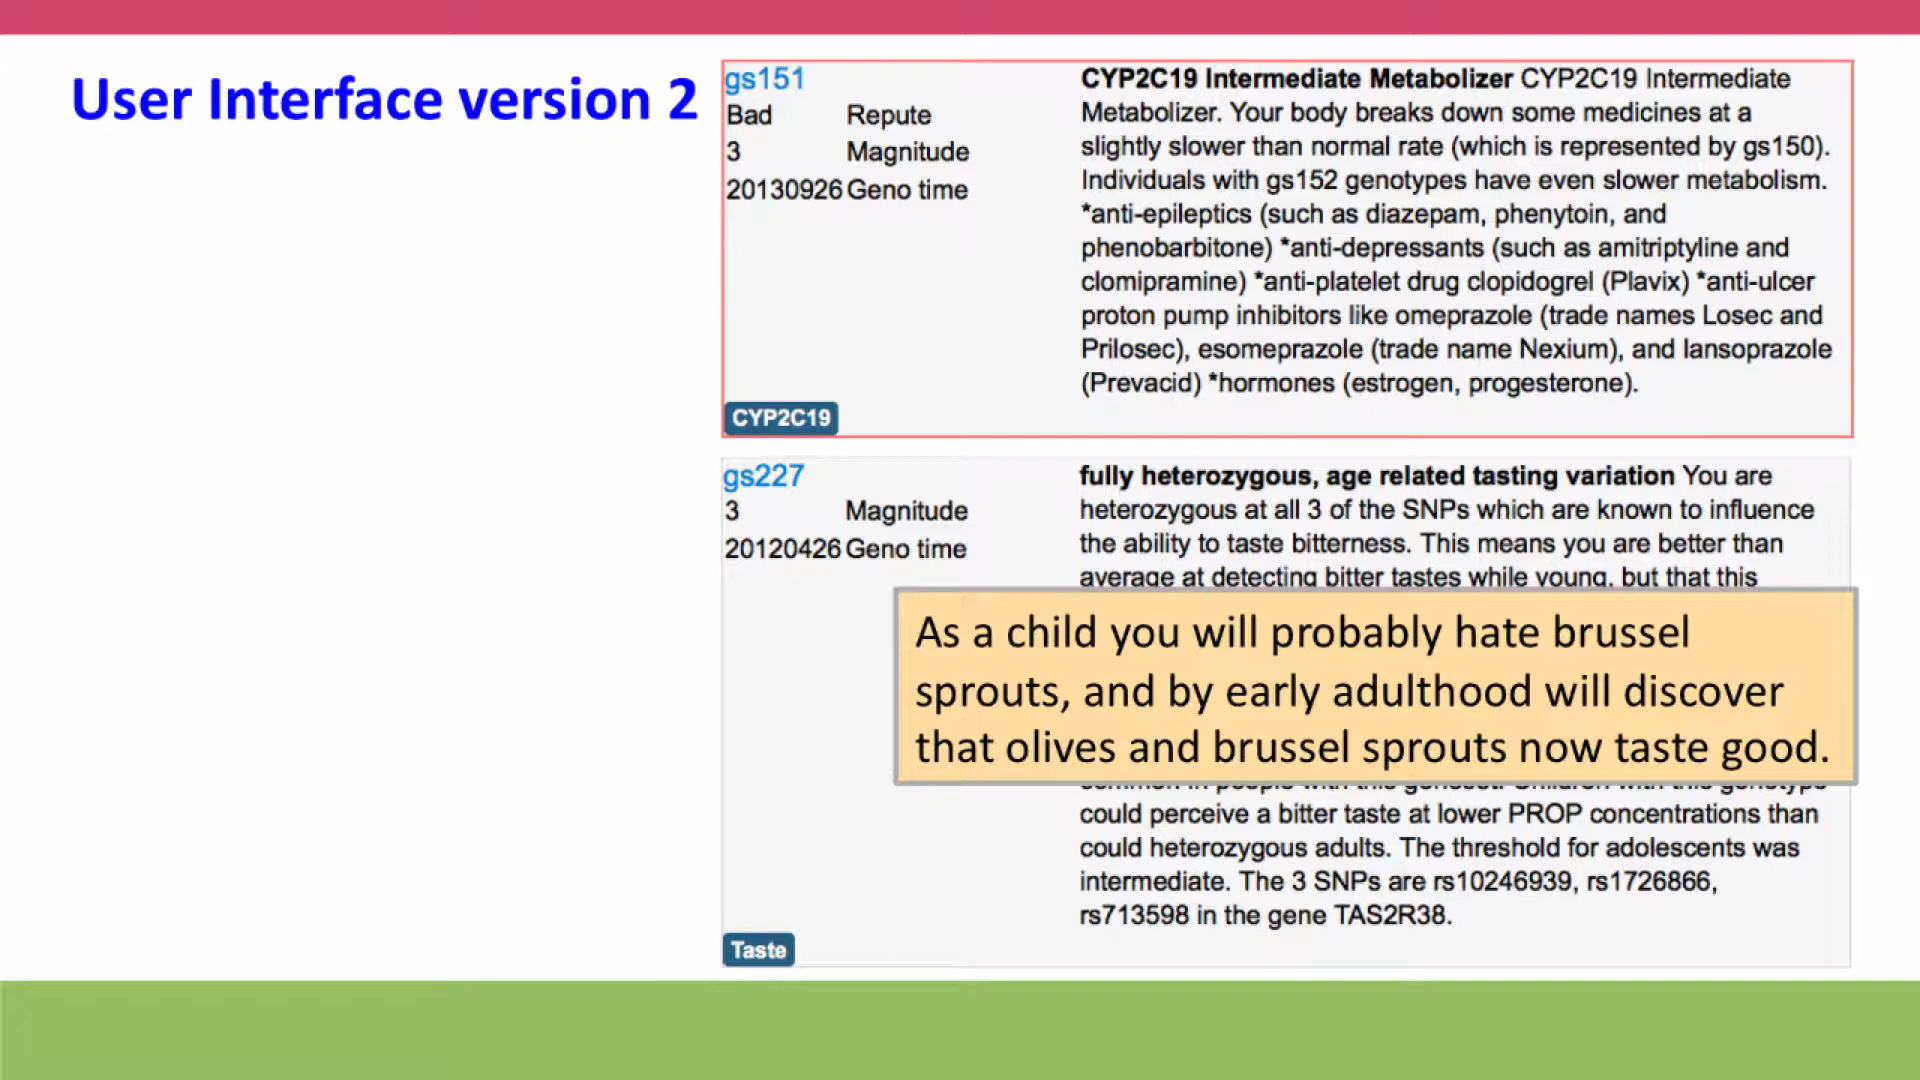 User Interface version 2
gs151
Bad Repute
3 Magnitude
20130926 Geno time
CYP2C19 Intermediate Metabolizer CYP2C19 Intermediate
Metabolizer. Your body breaks down some medicines at a
slightly slower than normal rate (which is represented by gs150).
Individuals with gs152 genotypes have even slower metabolism.
*anti-epileptics (such as diazepam, phenytoin, and
phenobarbitone) *anti-depressants (such as amitriptyline and
clomipramine) *anti-platelet drug clopidogrel (Plavix) *anti-ulcer
proton pump inhibitors like omeprazole (trade names Losec and
Prilosec), esomeprazole (trade name Nexium), and lansoprazole
(Prevacid) *hormones (estrogen, progesterone).
CYP2C19
gs227
3 Magnitude
20120426 Geno time
fully heterozygous, age related tasting variation You are
heterozygous at all 3 of the SNPs which are known to influence
the ability to taste bitterness. This means you are better than
average at detecting bitter tastes while young, but that this
As a child you will probably hate brussel
sprouts, and by early adulthood will discover
that olives and brussel sprouts now taste good.
could perceive a bitter taste at lower PROP concentrations than
could heterozygous adults. The threshold for adolescents was
intermediate. The 3 SNPs are rs10246939, rs1726866,
rs713598 in the gene TAS2R38.
Taste